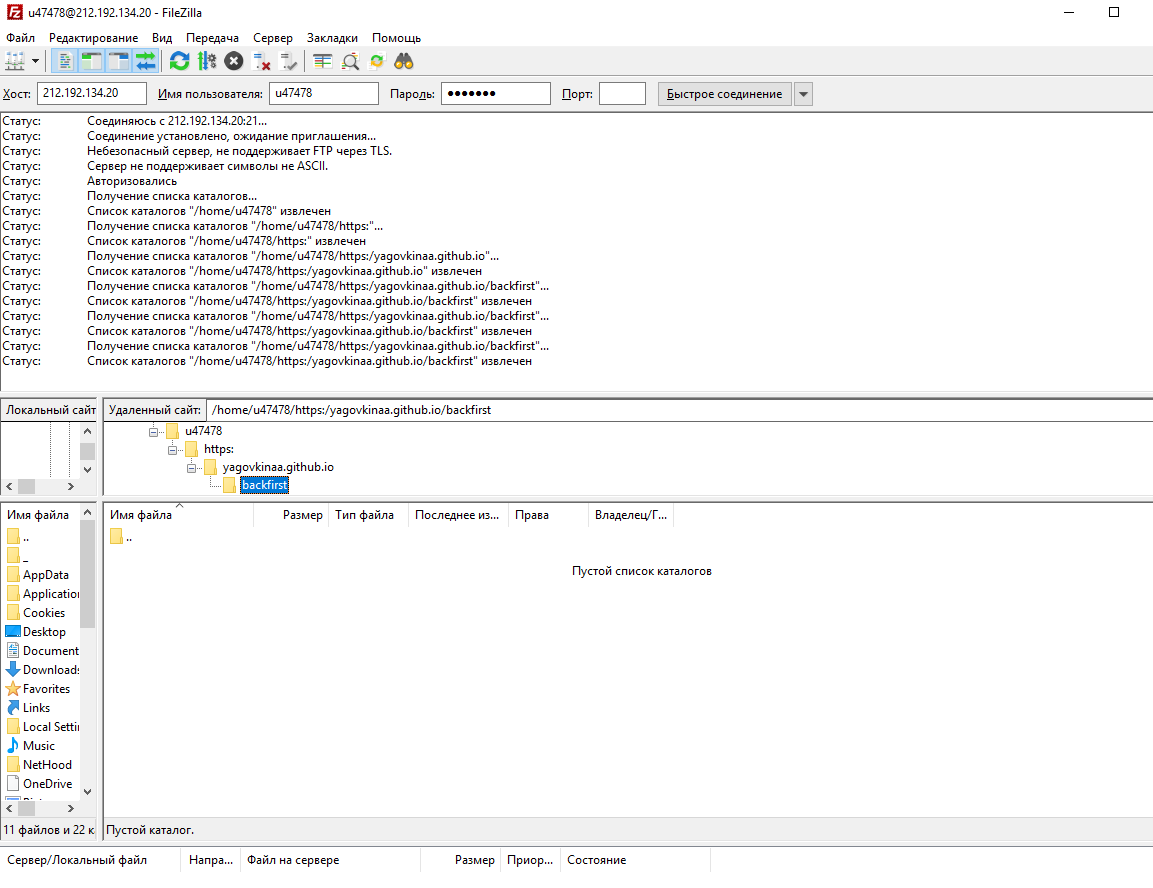 u47478@212.192.134.20 - FileZilla
Файл Редактирование Вид Передача Сервер Закладки Помощь
Хост: 212.192.134.20 Имя пользователя: u47478 Пароль: ●●●●●●● Порт: Быстрое соединение
Статус: Соединяюсь с 212.192.134.20:21...
Статус: Соединение установлено, ожидание приглашения...
Статус: Небезопасный сервер, не поддерживает FTP через TLS.
Статус: Сервер не поддерживает символы не ASCII.
Статус: Авторизовались
Статус: Получение списка каталогов...
Статус: Список каталогов "/home/u47478" извлечен
Статус: Получение списка каталогов "/home/u47478/https:"...
Статус: Список каталогов "/home/u47478/https:" извлечен
Статус: Получение списка каталогов "/home/u47478/https:/yagovkinaa.github.io"...
Статус: Список каталогов "/home/u47478/https:/yagovkinaa.github.io" извлечен
Статус: Получение списка каталогов "/home/u47478/https:/yagovkinaa.github.io/backfirst"...
Статус: Список каталогов "/home/u47478/https:/yagovkinaa.github.io/backfirst" извлечен
Статус: Получение списка каталогов "/home/u47478/https:/yagovkinaa.github.io/backfirst"...
Статус: Список каталогов "/home/u47478/https:/yagovkinaa.github.io/backfirst" извлечен
Статус: Получение списка каталогов "/home/u47478/https:/yagovkinaa.github.io/backfirst"...
Статус: Список каталогов "/home/u47478/https:/yagovkinaa.github.io/backfirst" извлечен
Локальный сайт Удаленный сайт: /home/u47478/https:/yagovkinaa.github.io/backfirst
u47478
https:
yagovkinaa.github.io
backfirst
Имя файла
..
_
AppData
Application
Cookies
Desktop
Document
Downloads
Favorites
Links
Local Settin
Music
NetHood
OneDrive
11 файлов и 22 к
Имя файла Размер Тип файла Последнее из... Права Владелец/Г...
..
Пустой список каталогов
Пустой каталог.
Сервер/Локальный файл Напра... Файл на сервере Размер Приор... Состояние